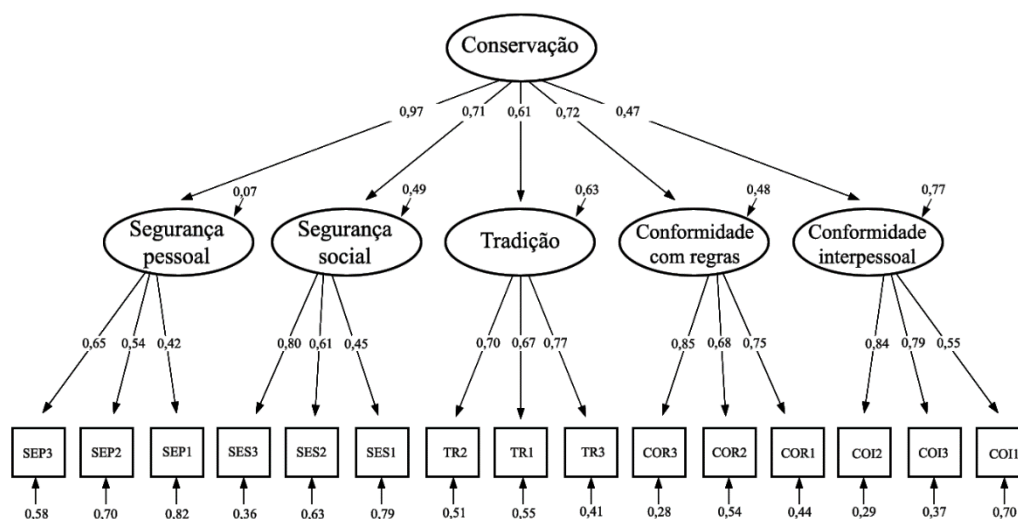 Conservação
0,97 0,71 0,61 0,72 0,47
0,07 0,49 0,63 0,48 0,77
Segurança
pessoal
Segurança
social
Tradição
Conformidade
com regras
Conformidade
interpessoal
0,65 0,54 0,42 0,80 0,61 0,45 0,70 0,67 0,77 0,85 0,68 0,75 0,84 0,79 0,55
SEP3 SEP2 SEP1 SES3 SES2 SES1 TR2 TR1 TR3 COR3 COR2 COR1 COI2 COI3 COI1
0,58 0,70 0,82 0,36 0,63 0,79 0,51 0,55 0,41 0,28 0,54 0,44 0,29 0,37 0,70